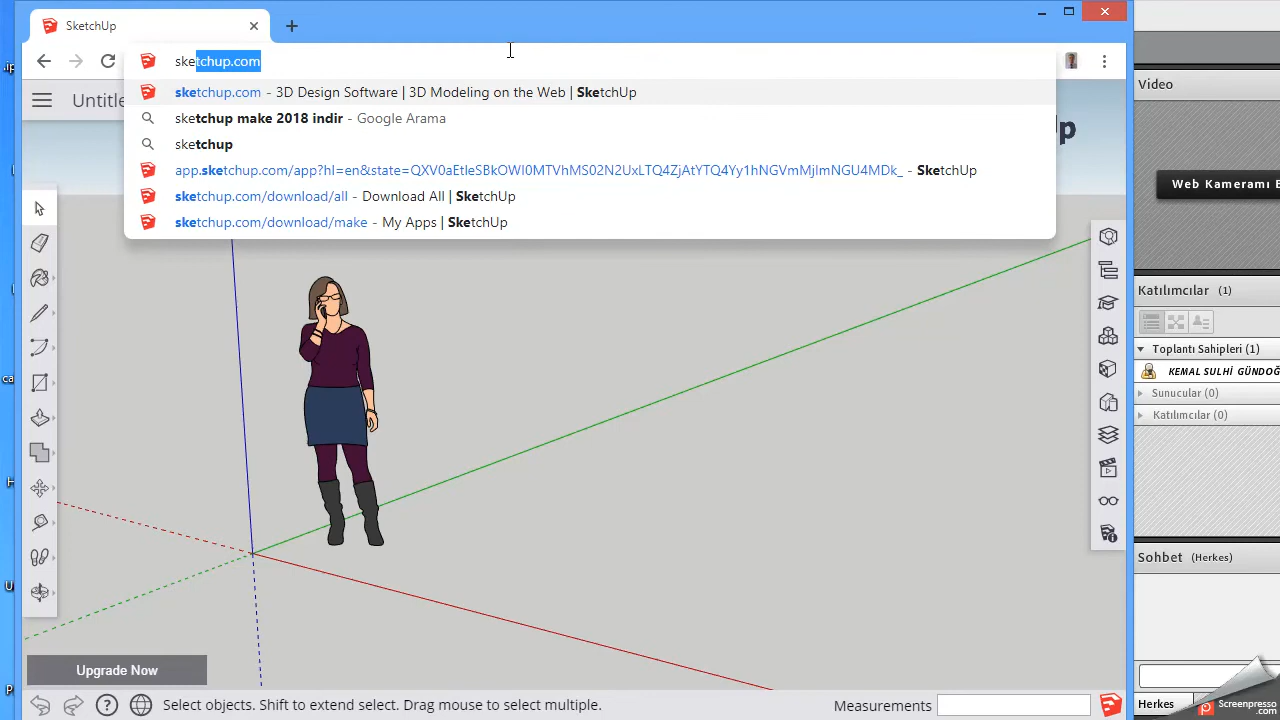 SketchUp
sketchup.com
Untitle
sketchup.com - 3D Design Software | 3D Modeling on the Web | SketchUp
sketchup make 2018 indir - Google Arama
sketchup
app.sketchup.com/app?hl=en&state=QXV0aEtleSBkOWI0MTVhMS02N2UxLTQ4ZjAtYTQ4Yy1hNGVmMjlmNGU4MDk_ - SketchUp
sketchup.com/download/all - Download All | SketchUp
sketchup.com/download/make - My Apps | SketchUp
Upgrade Now
Select objects. Shift to extend select. mouse to select multiple.
Measurements
Video
Web Kameramı
Katılımcılar (1)
Toplantı Sahipleri (1)
KEMAL SULHİ GÜNDOĞ
Sunucular (0)
Katılımcılar (0)
Sohbet (Herkes)
Herkes
Screenpresso
.com